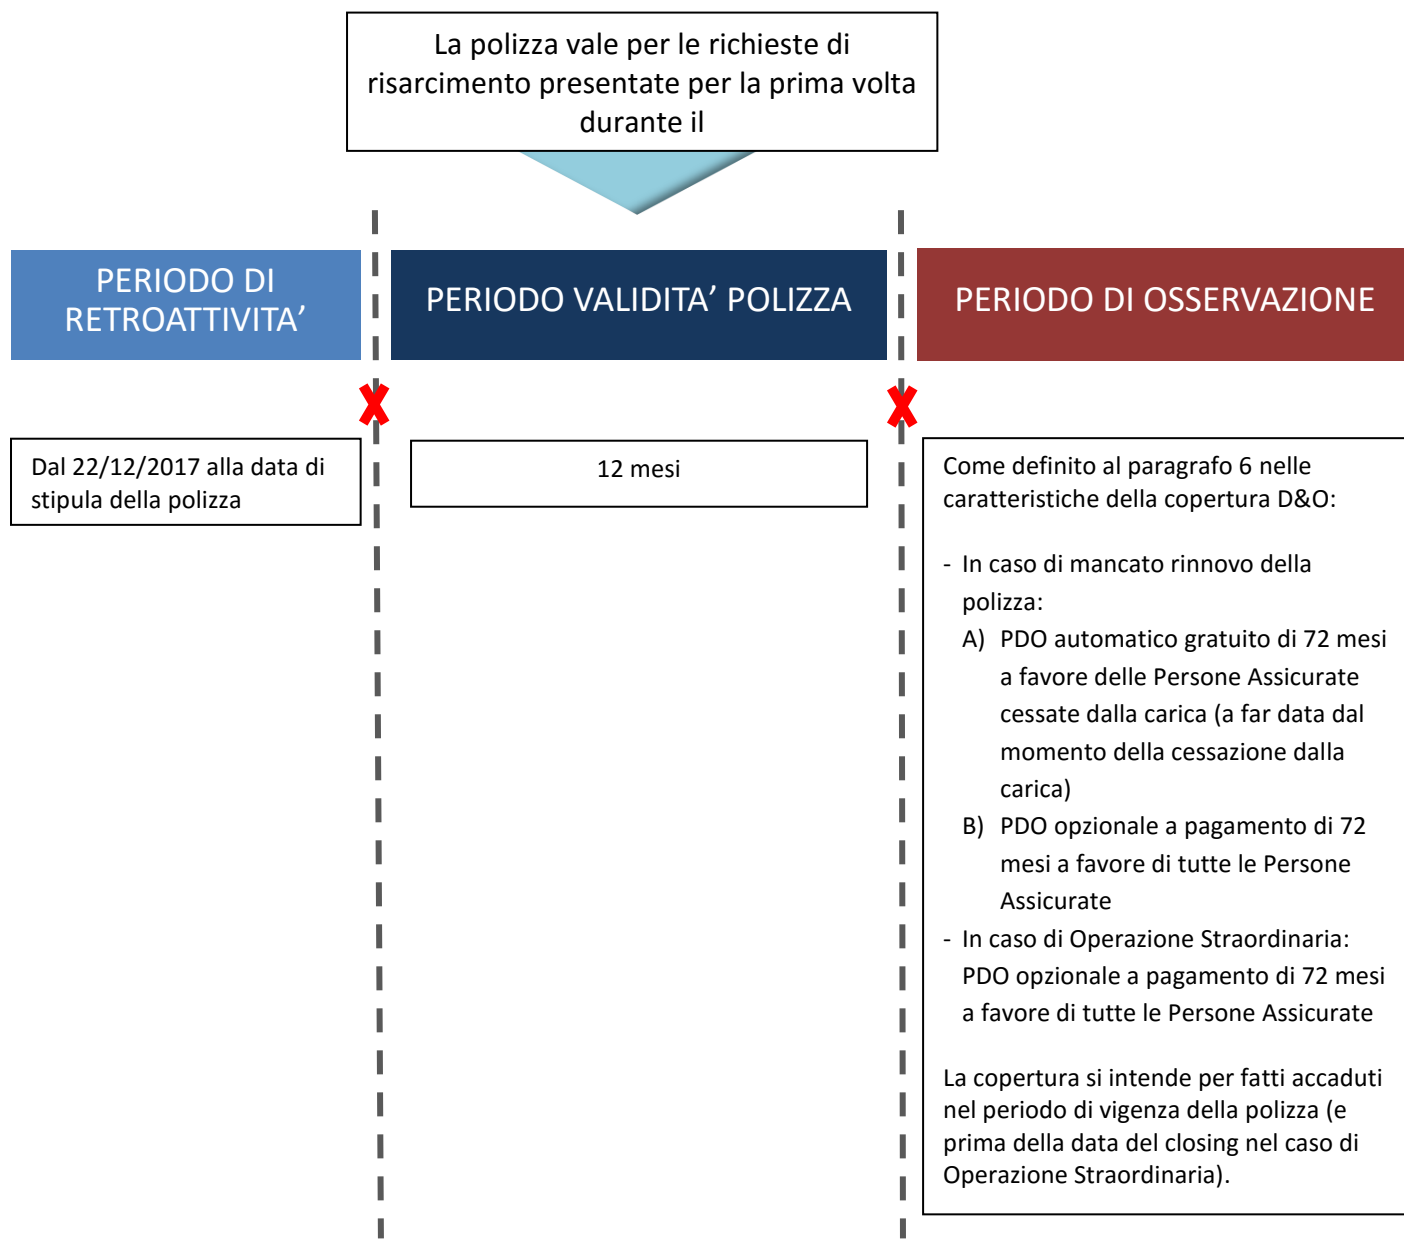 La polizza vale per le richieste di
risarcimento presentate per la prima volta
durante il
PERIODO DI
RETROATTIVITA’
PERIODO VALIDITA’ POLIZZA
PERIODO DI OSSERVAZIONE
Dal 22/12/2017 alla data di
stipula della polizza
12 mesi
Come definito al paragrafo 6 nelle
caratteristiche della copertura D&O:
- In caso di mancato rinnovo della
polizza:
A) PDO automatico gratuito di 72 mesi
a favore delle Persone Assicurate
cessate dalla carica (a far data dal
momento della cessazione dalla
carica)
B) PDO opzionale a pagamento di 72
mesi a favore di tutte le Persone
Assicurate
- In caso di Operazione Straordinaria:
PDO opzionale a pagamento di 72 mesi
a favore di tutte le Persone Assicurate
La copertura si intende per fatti accaduti
nel periodo di vigenza della polizza (e
prima della data del closing nel caso di
Operazione Straordinaria).